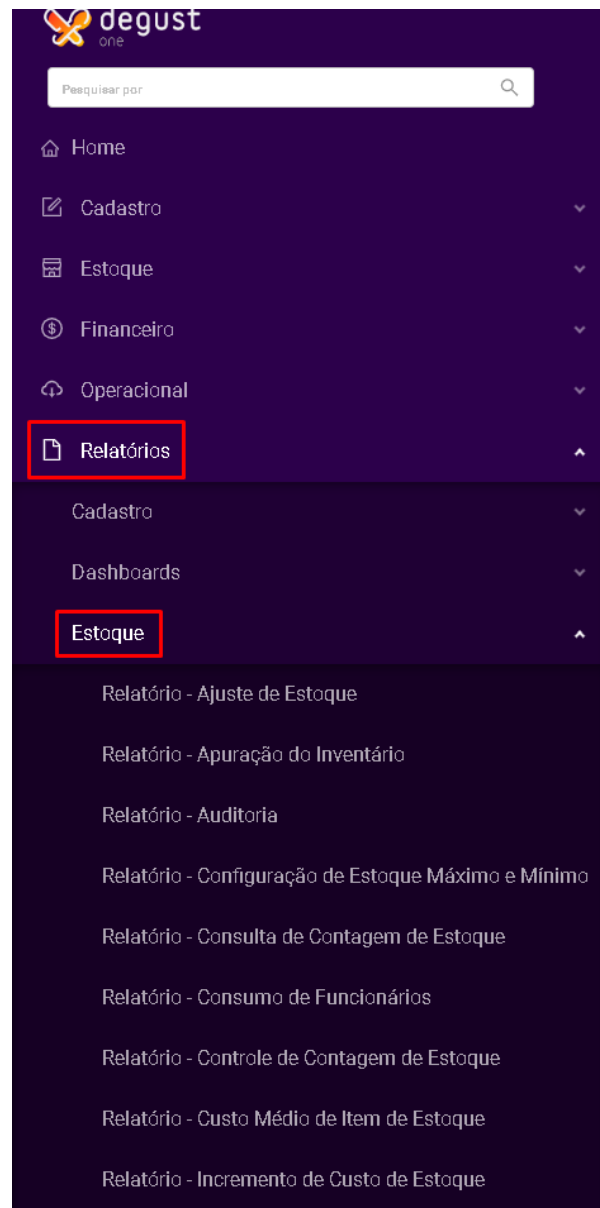 degust
one
Pesquisar por
Home
Cadastro
Estoque
Financeiro
Operacional
Relatórios
Cadastro
Dashboards
Estoque
Relatório - Ajuste de Estoque
Relatório - Apuração do Inventário
Relatório - Auditoria
Relatório - Configuração de Estoque Máximo e Mínimo
Relatório - Consulta de Contagem de Estoque
Relatório - Consumo de Funcionários
Relatório - Controle de Contagem de Estoque
Relatório - Custo Médio de Item de Estoque
Relatório - Incremento de Custo de Estoque